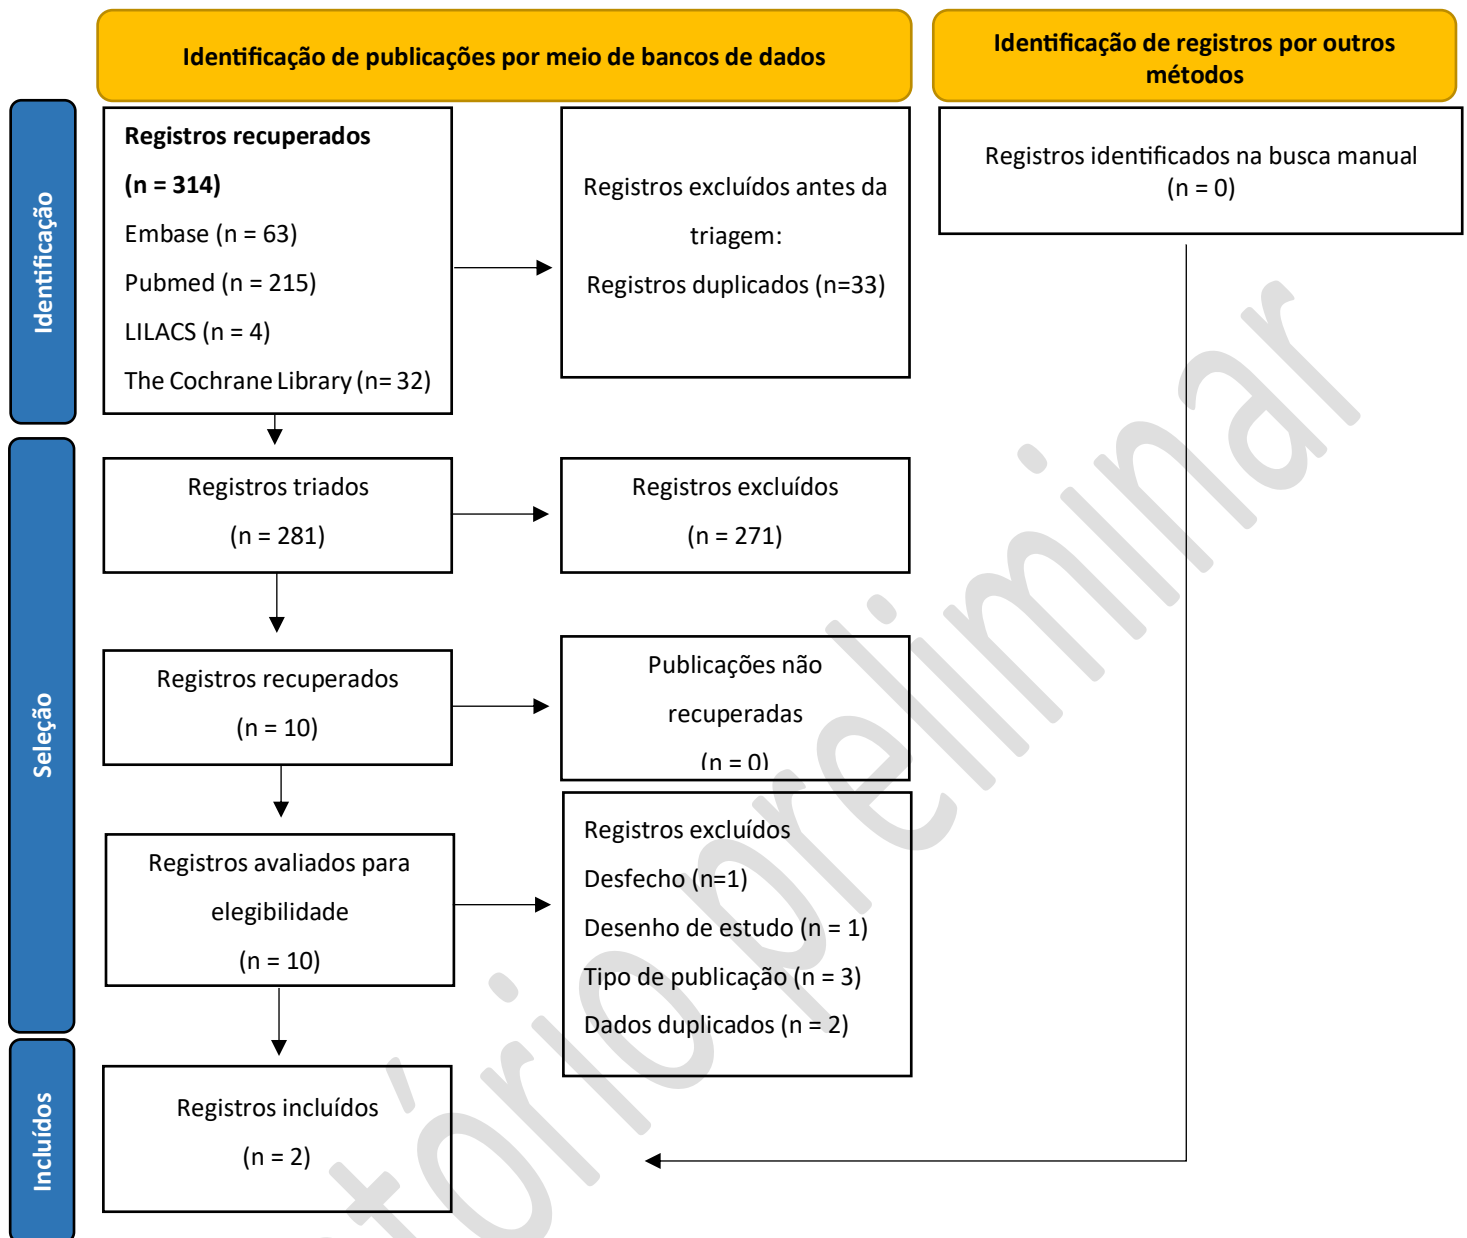 Identificação de publicações por meio de bancos de dados
Identificação de registros por outros
métodos
Identificação
Registros recuperados
(n = 314)
Embase (n = 63)
Pubmed (n = 215)
LILACS (n = 4)
The Cochrane Library (n= 32)
Registros excluídos antes da
triagem:
Registros duplicados (n=33)
Registros identificados na busca manual
(n = 0)
Seleção
Registros triados
(n = 281)
Registros excluídos
(n = 271)
Registros recuperados
(n = 10)
Publicações não
recuperadas
(n = 0)
Registros avaliados para
elegibilidade
(n = 10)
Registros excluídos
Desfecho (n=1)
Desenho de estudo (n = 1)
Tipo de publicação (n = 3)
Dados duplicados (n = 2)
Incluídos
Registros incluídos
(n = 2)
tório preliminar